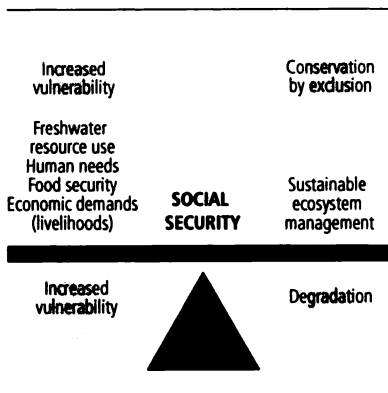 Increased
vulnerability
Conservation
by exclusion
Freshwater
resource use
Human needs
Food security
Economic demands
(livelihoods)
SOCIAL
SECURITY
Sustainable
ecosystem
management
Increased
vulnerability
Degradation